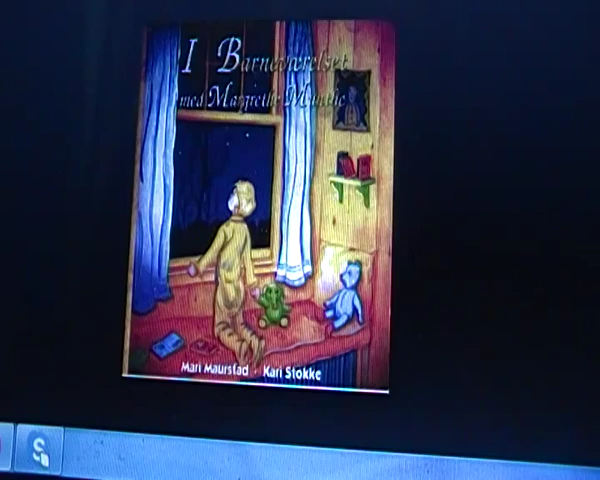 I Barneværelset
med Margrethe Munthe
Mari Maurstad · Kari Stokke